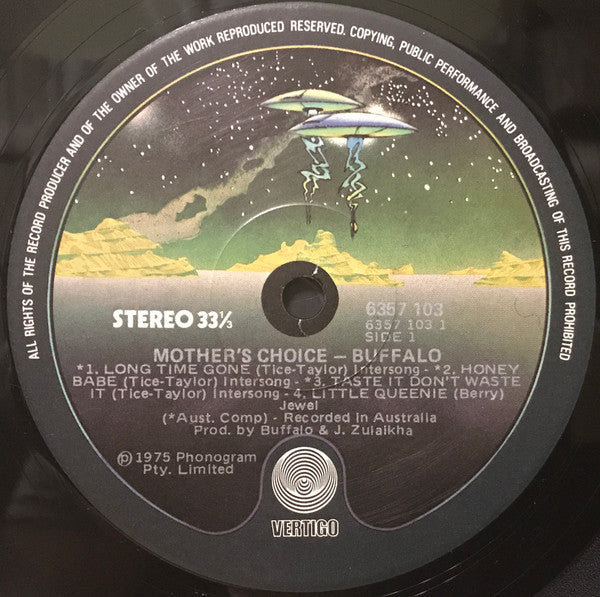 ALL RIGHTS OF THE RECORD PRODUCER AND OF THE OWNER OF THE WORK REPRODUCED RESERVED. COPYING, PUBLIC PERFORMANCE AND BROADCASTING OF THIS RECORD PROHIBITED
STEREO 33⅓
6357 103
6357 103 1
SIDE 1
MOTHER'S CHOICE – BUFFALO
*1. LONG TIME GONE (Tice-Taylor) Intersong - *2. HONEY
BABE (Tice-Taylor) Intersong - *3. TASTE IT DON'T WASTE
IT (Tice-Taylor) Intersong - 4. LITTLE QUEENIE (Berry)
Jewel
(*Aust. Comp) - Recorded in Australia
Prod. by Buffalo & J. Zulaikha
℗ 1975 Phonogram
Pty. Limited
VERTIGO